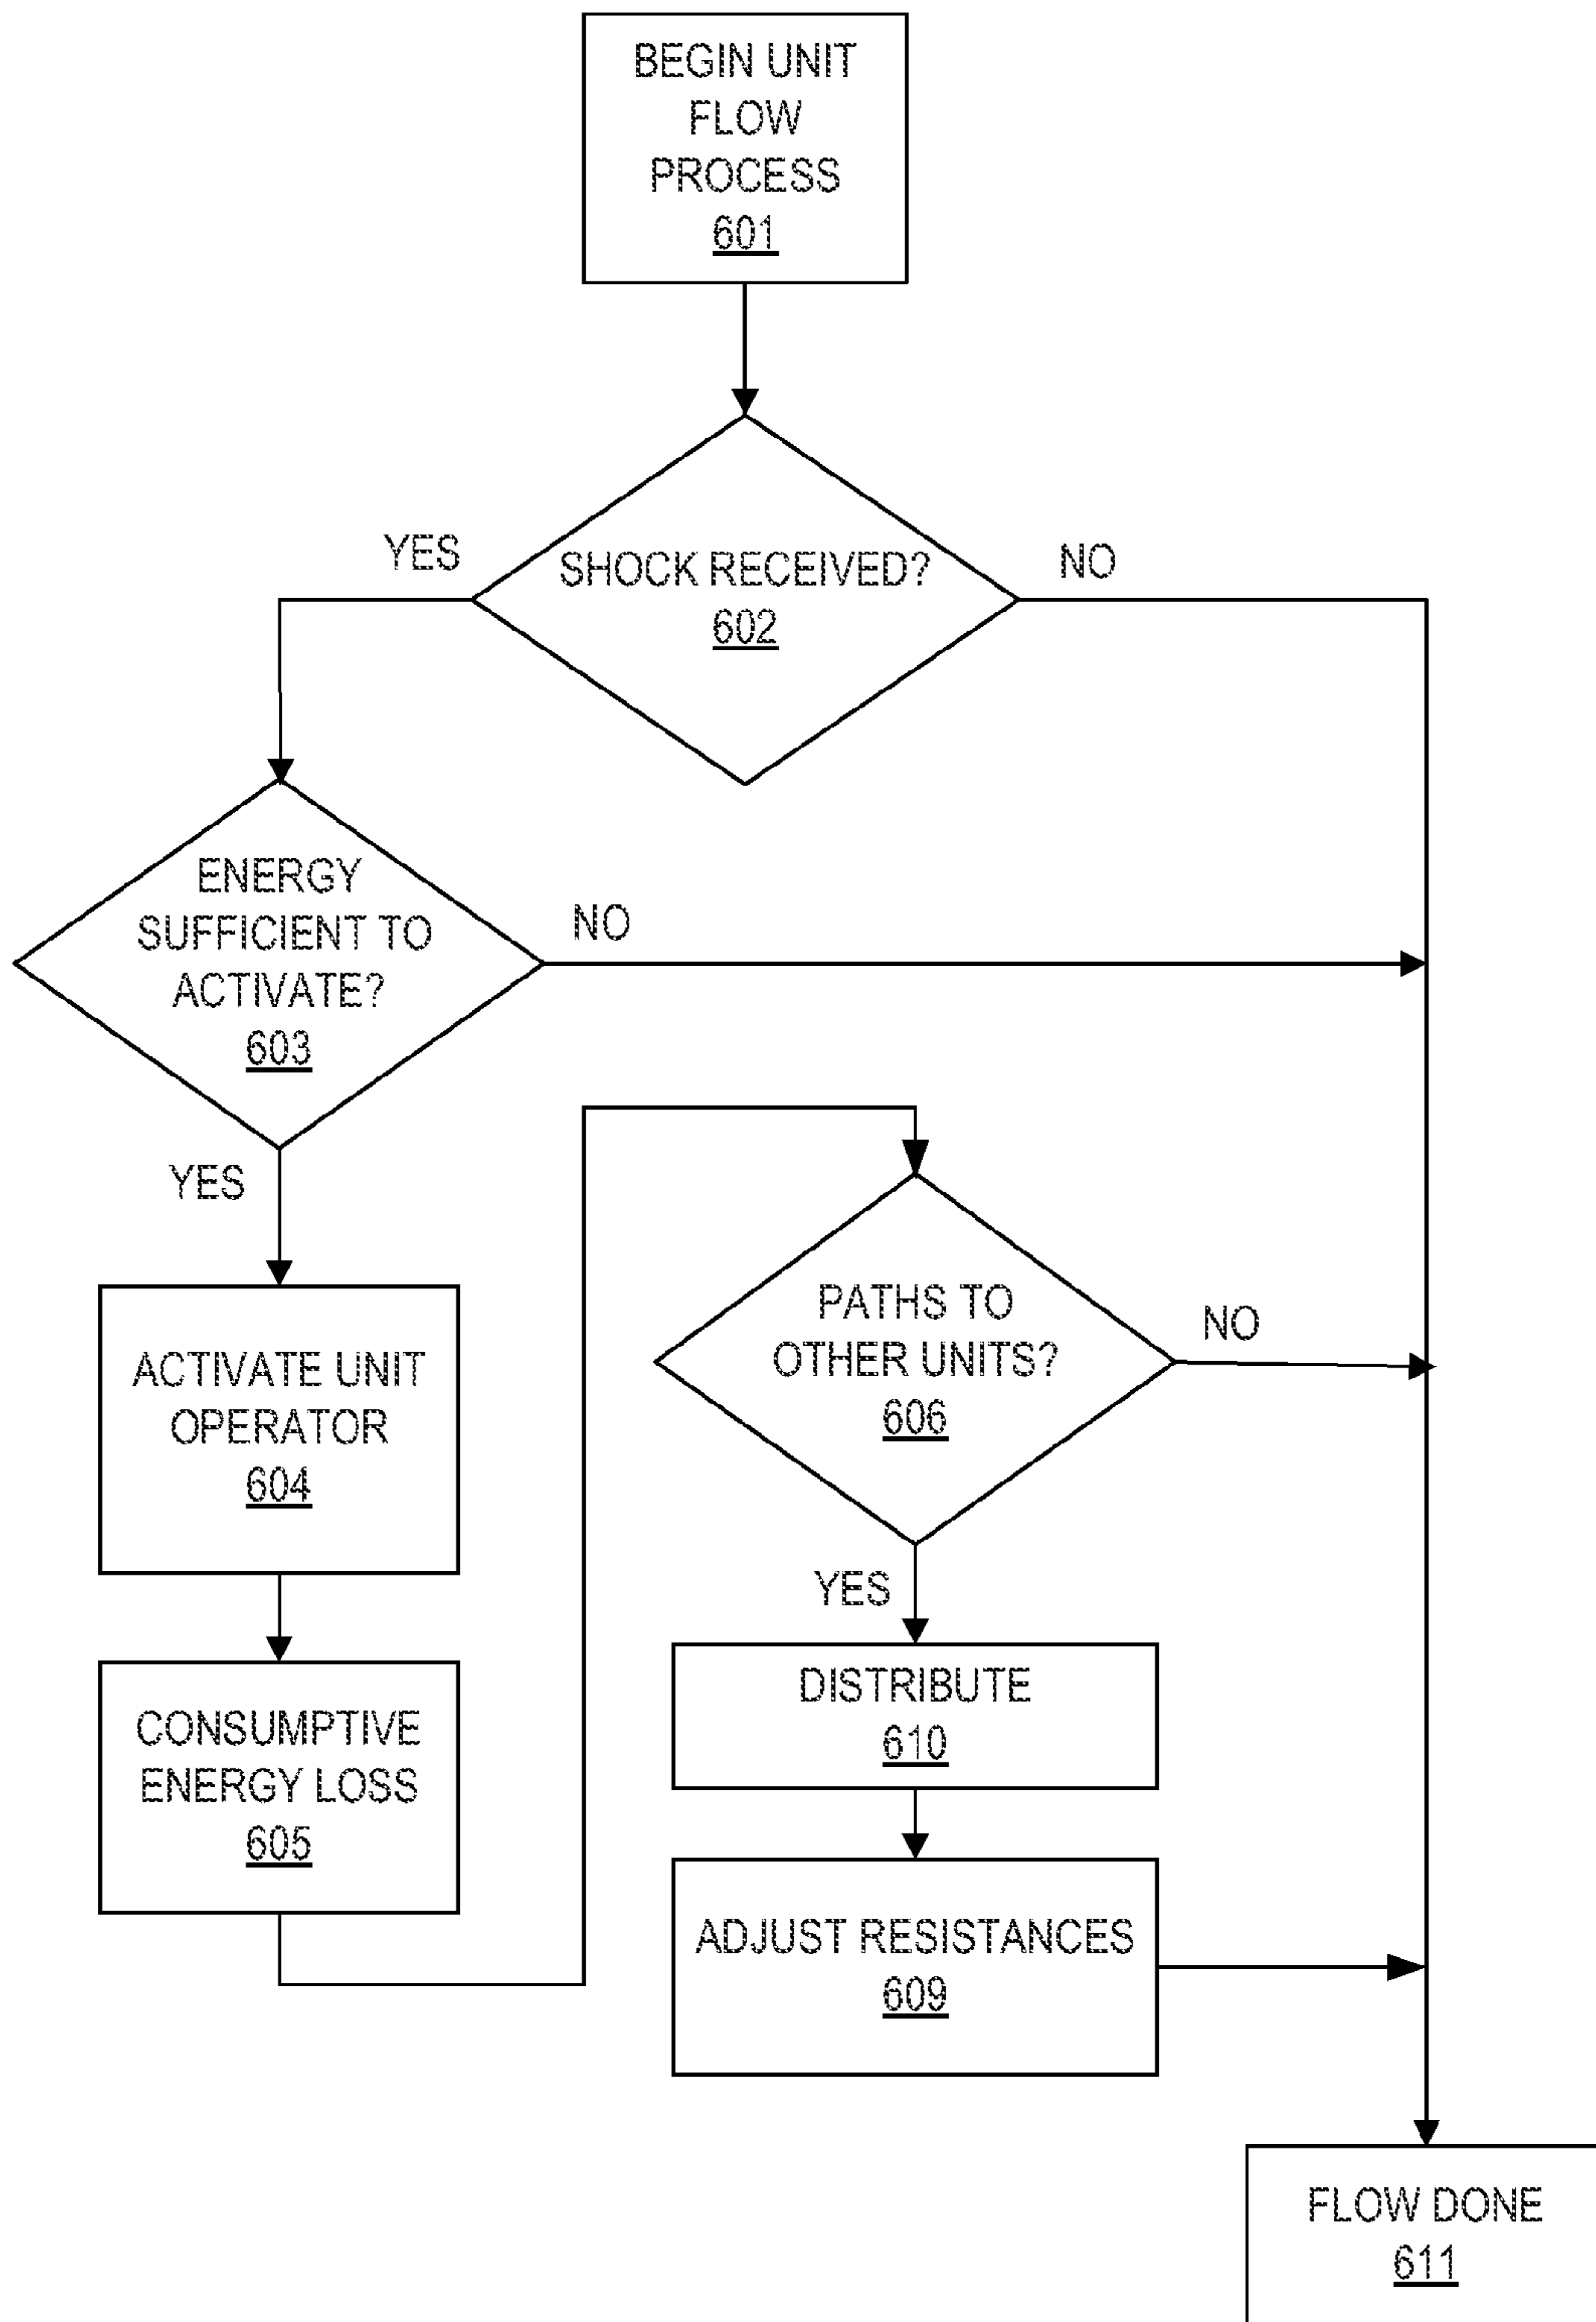 BEGIN UNIT
FLOW
PROCESS
601
YES
SHOCK RECEIVED?
602
NO
ENERGY
SUFFICIENT TO
ACTIVATE?
603
NO
YES
ACTIVATE UNIT
OPERATOR
604
CONSUMPTIVE
ENERGY LOSS
605
PATHS TO
OTHER UNITS?
606
NO
YES
DISTRIBUTE
610
ADJUST RESISTANCES
609
FLOW DONE
611